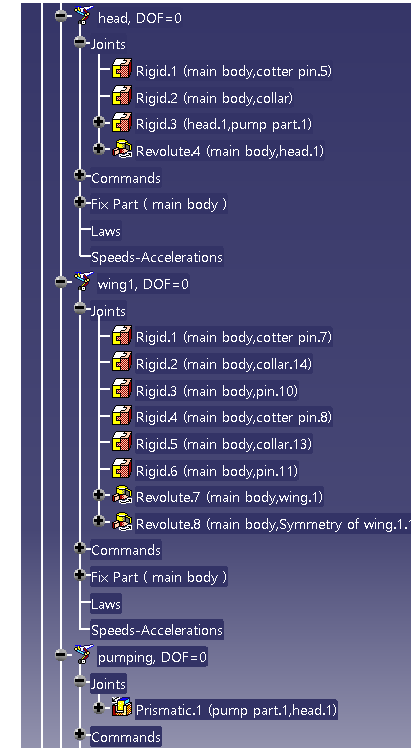 head, DOF=0
Joints
Rigid.1 (main body,cotter pin.5)
Rigid.2 (main body,collar)
Rigid.3 (head.1,pump part.1)
Revolute.4 (main body,head.1)
Commands
Fix Part ( main body )
Laws
Speeds-Accelerations
wing1, DOF=0
Joints
Rigid.1 (main body,cotter pin.7)
Rigid.2 (main body,collar.14)
Rigid.3 (main body,pin.10)
Rigid.4 (main body,cotter pin.8)
Rigid.5 (main body,collar.13)
Rigid.6 (main body,pin.11)
Revolute.7 (main body,wing.1)
Revolute.8 (main body,Symmetry of wing.1.1
Commands
Fix Part ( main body )
Laws
Speeds-Accelerations
pumping, DOF=0
Joints
Prismatic.1 (pump part.1,head.1)
Commands